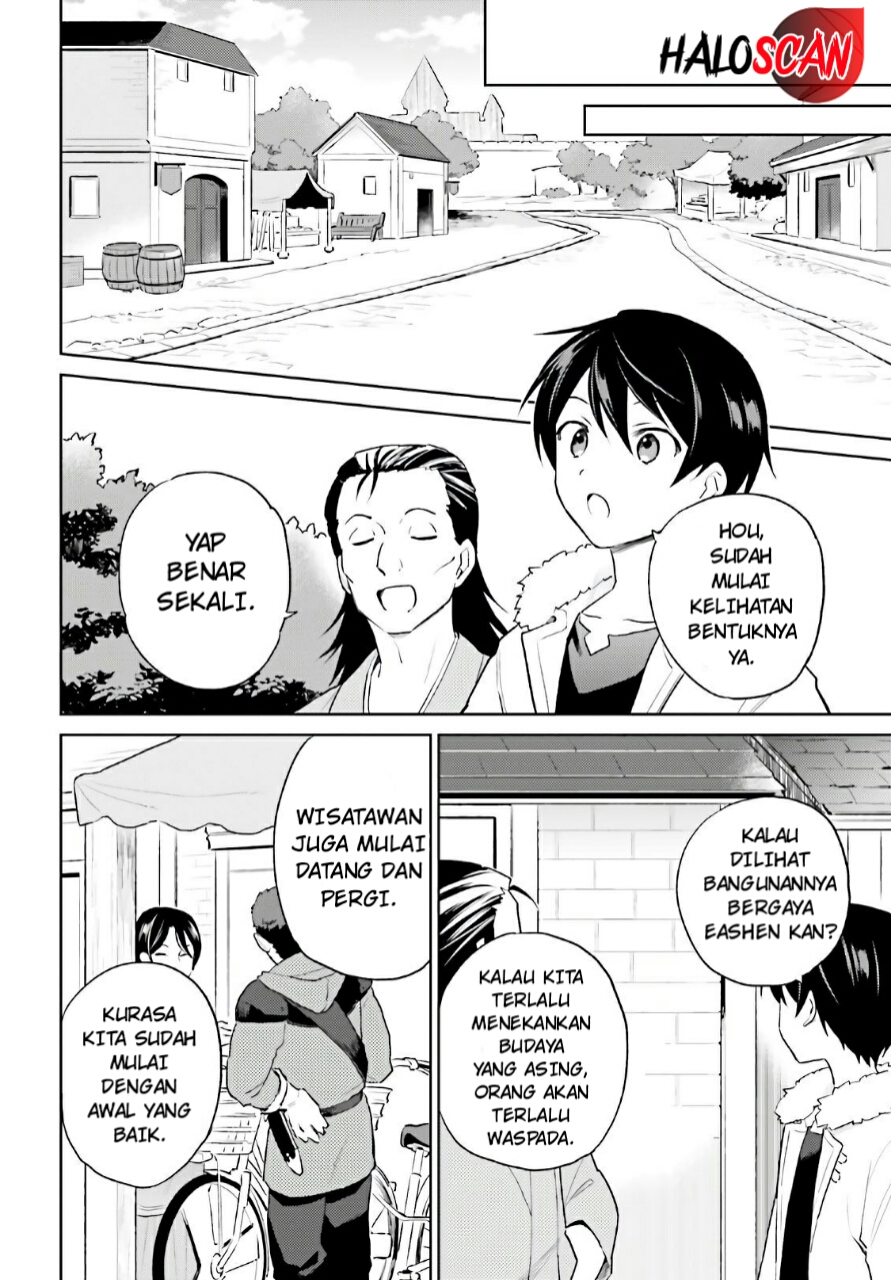 HALOSCAN
HOU,
SUDAH
MULAI
KELIHATAN
BENTUKNYA
YA.
YAP
BENAR
SEKALI.
KALAU
DILIHAT
BANGUNANNYA
BERGAYA
EASHEN KAN?
KALAU KITA
TERLALU
MENEKANKAN
BUDAYA
YANG ASING,
ORANG AKAN
TERLALU
WASPADA.
WISATAWAN
JUGA MULAI
DATANG DAN
PERGI.
KURASA
KITA SUDAH
MULAI
DENGAN
AWAL YANG
BAIK.